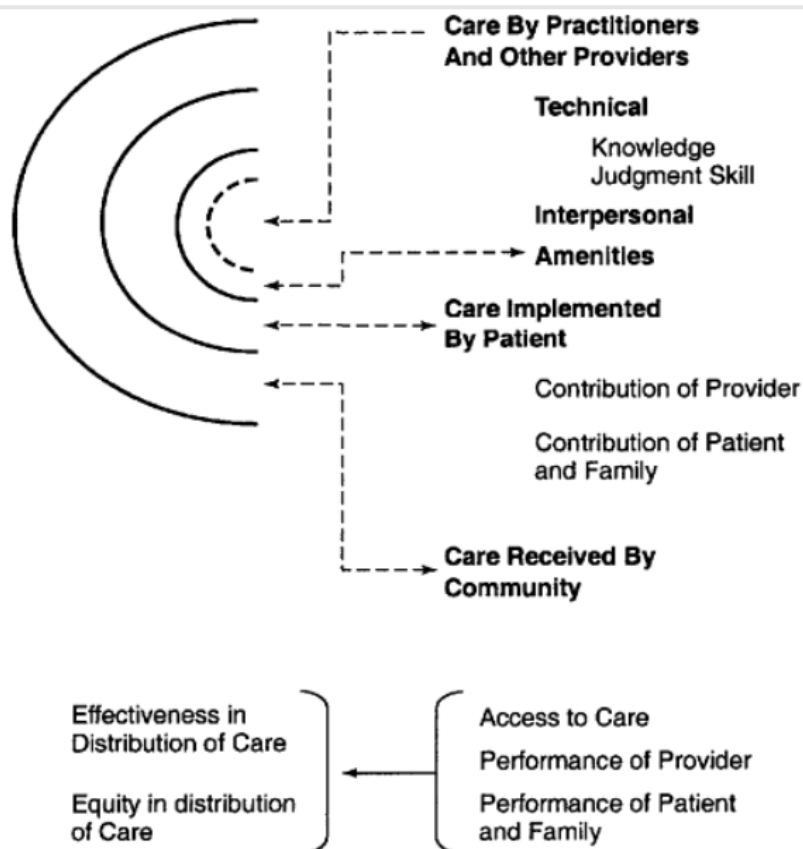 Care By Practitioners
And Other Providers
Technical
Knowledge
Judgment Skill
Interpersonal
Amenities
Care Implemented
By Patient
Contribution of Provider
Contribution of Patient
and Family
Care Received By
Community
Effectiveness in
Distribution of Care
Equity in distribution
of Care
Access to Care
Performance of Provider
Performance of Patient
and Family